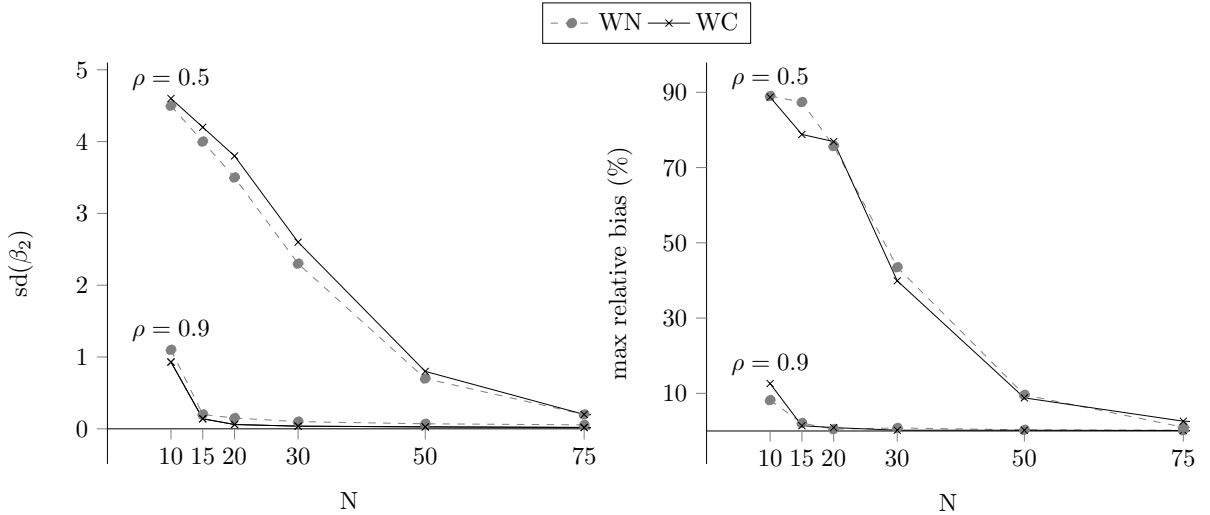 WN WC
5
4
3
2
1
0
sd(β₂)
ρ = 0.5
ρ = 0.9
10 15 20 30 50 75
N
90
70
50
30
10
max relative bias (%)
ρ = 0.5
ρ = 0.9
10 15 20 30 50 75
N